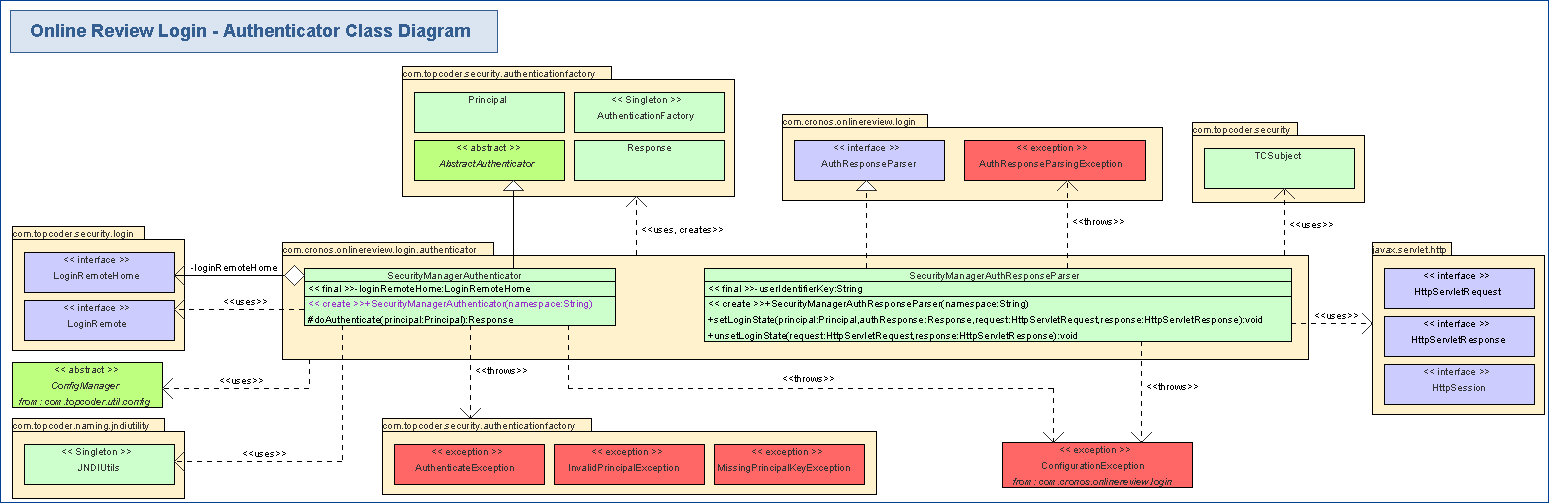 Online Review Login - Authenticator Class Diagram
com.topcoder.security.authenticationfactory
Principal
<< Singleton >>
AuthenticationFactory
<< abstract >>
AbstractAuthenticator
Response
com.cronos.onlinereview.login
<< interface >>
AuthResponseParser
<< exception >>
AuthResponseParsingException
com.topcoder.security
TCSubject
<<uses, creates>>
<<throws>>
<<uses>>
com.topcoder.security.login
<< interface >>
LoginRemoteHome
<< interface >>
LoginRemote
-loginRemoteHome
<<uses>>
com.cronos.onlinereview.login.authenticator
SecurityManagerAuthenticator
<< final >>-loginRemoteHome:LoginRemoteHome
<< create >>+SecurityManagerAuthenticator(namespace:String)
#doAuthenticate(principal:Principal):Response
SecurityManagerAuthResponseParser
<< final >>-userIdentifierKey:String
<< create >>+SecurityManagerAuthResponseParser(namespace:String)
+setLoginState(principal:Principal,authResponse:Response,request:HttpServletRequest,response:HttpServletResponse):void
+unsetLoginState(request:HttpServletRequest,response:HttpServletResponse):void
<<uses>>
javax.servlet.http
<< interface >>
HttpServletRequest
<< interface >>
HttpServletResponse
<< interface >>
HttpSession
<< abstract >>
ConfigManager
from : com.topcoder.util.config
<<uses>>
<<throws>>
<<throws>>
<<throws>>
com.topcoder.naming.jndiutility
<< Singleton >>
JNDIUtils
<<uses>>
com.topcoder.security.authenticationfactory
<< exception >>
AuthenticateException
<< exception >>
InvalidPrincipalException
<< exception >>
MissingPrincipalKeyException
<< exception >>
ConfigurationException
from : com.cronos.onlinereview.login